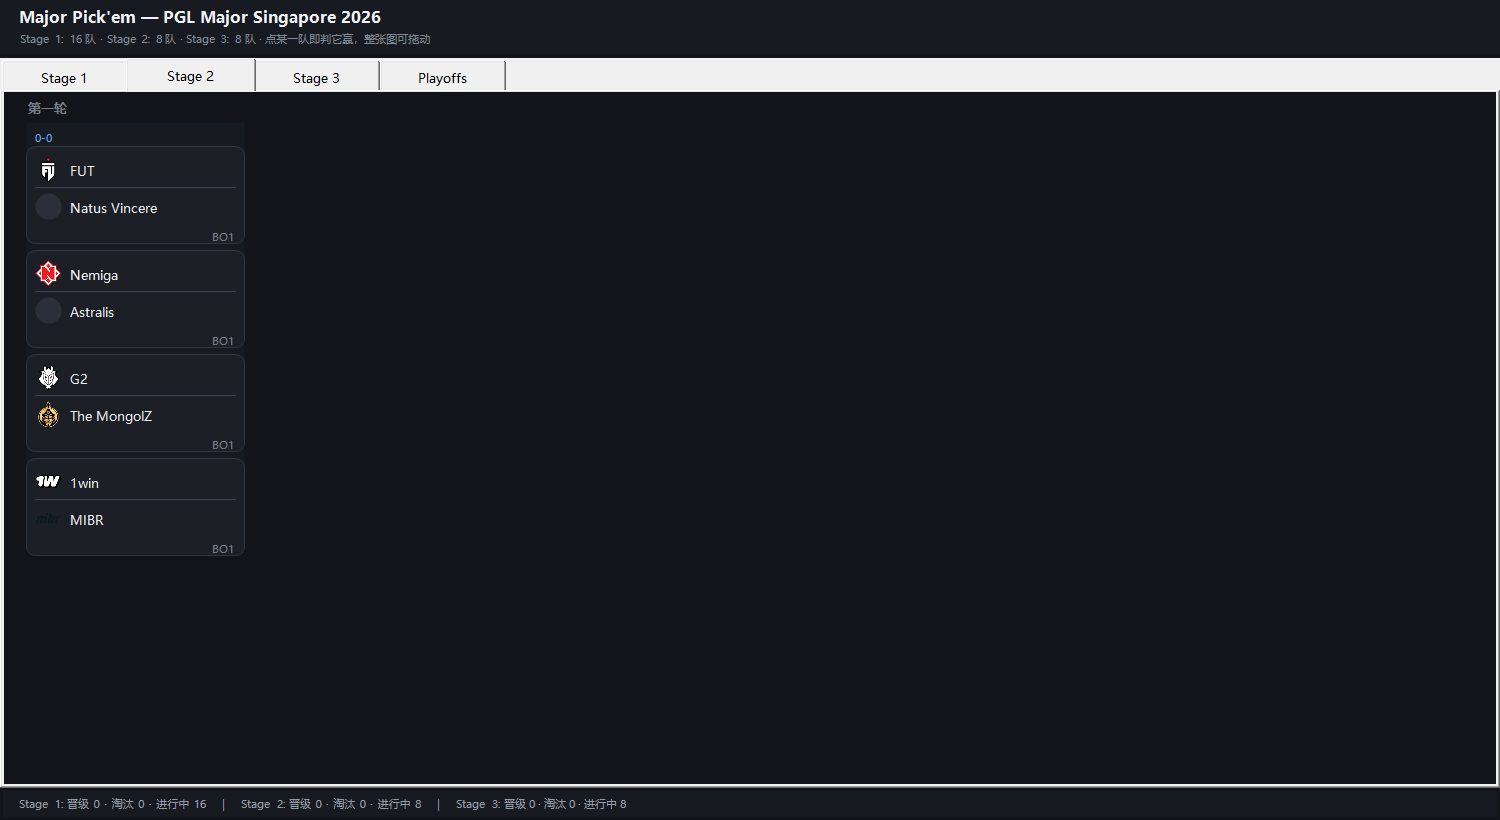 Major Pick'em — PGL Major Singapore 2026
Stage 1: 16 队 · Stage 2: 8 队 · Stage 3: 8 队 · 点某一队即判它赢，整张图可拖动
Stage 1 Stage 2 Stage 3 Playoffs
第一轮
0-0
FUT
Natus Vincere
BO1
Nemiga
Astralis
BO1
G2
The MongolZ
BO1
1W 1win
mibr MIBR
BO1
Stage 1: 晋级 0 · 淘汰 0 · 进行中 16 | Stage 2: 晋级 0 · 淘汰 0 · 进行中 8 | Stage 3: 晋级 0 · 淘汰 0 · 进行中 8